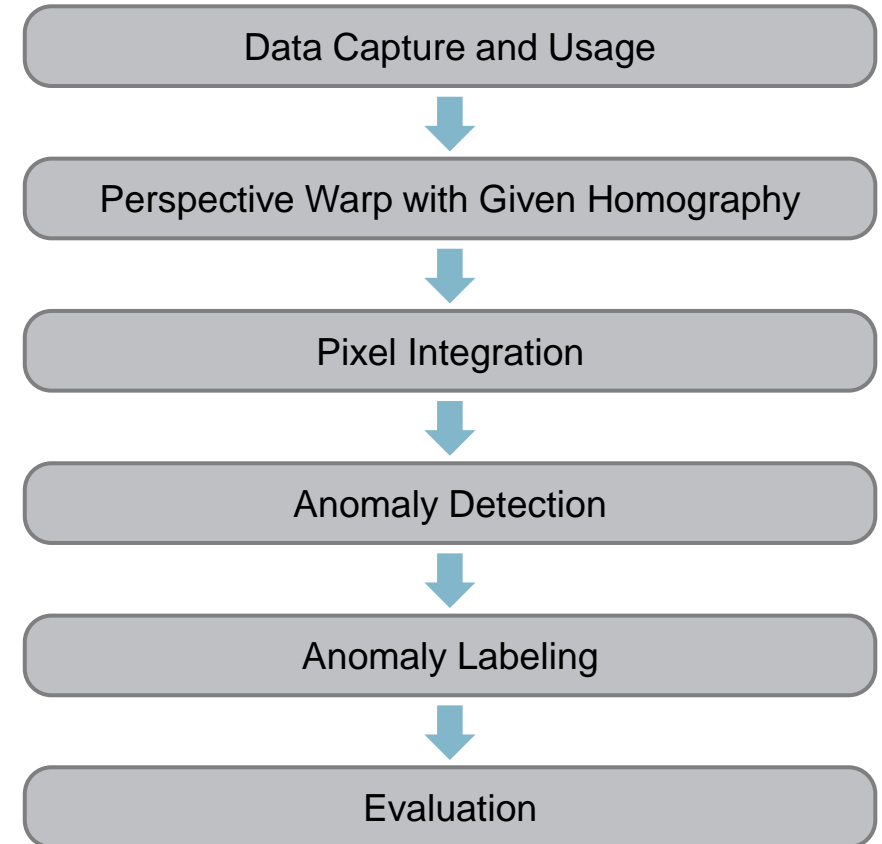 Data Capture and Usage
Perspective Warp with Given Homography
Pixel Integration
Anomaly Detection
Anomaly Labeling
Evaluation